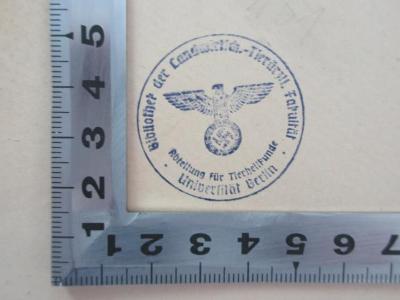 Bibliothek der Landwirtsch.-Tierärztl. Fakultät
Abteilung für Tierheilkunde
· Universität Berlin ·
5
4
3
2
1
1 2 3 4 5 6 7